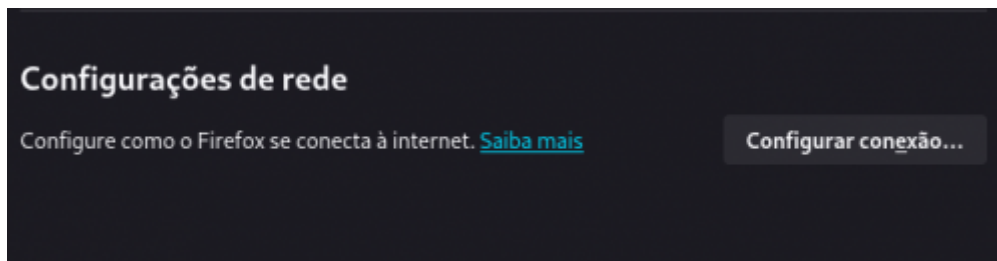 Configurações de rede
Configure como o Firefox se conecta à internet. Saiba mais
Configurar conexão...